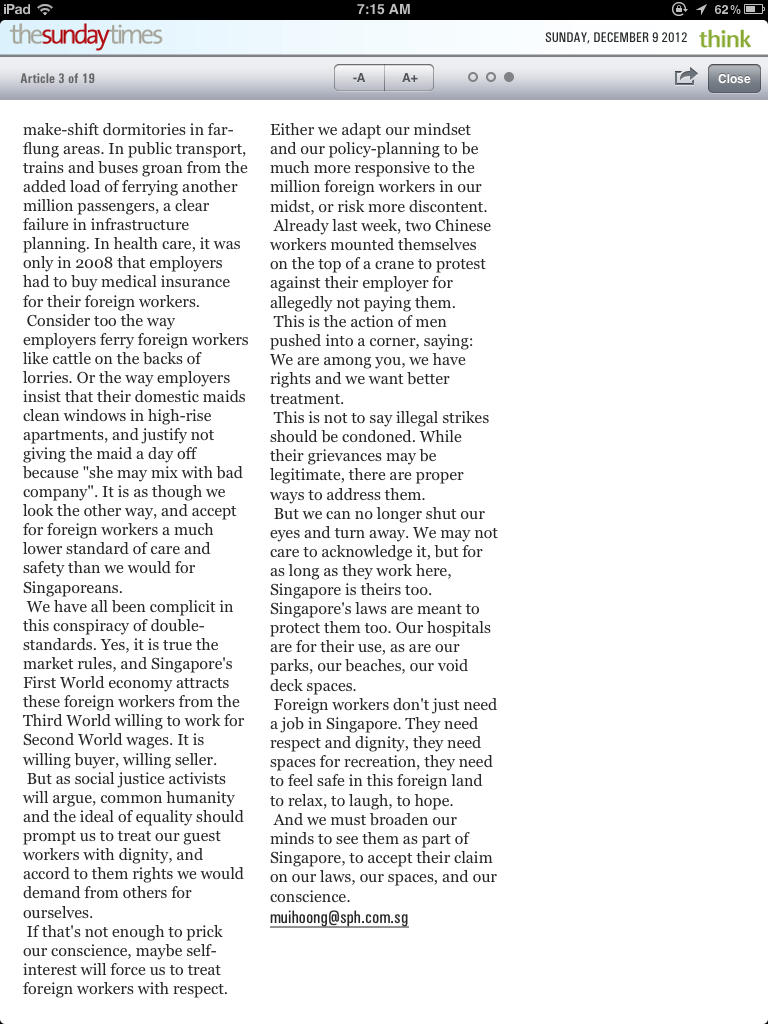 iPad
7:15 AM
62%
thesundaytimes
SUNDAY, DECEMBER 9 2012
think
Article 3 of 19
-A
A+
Close
make-shift dormitories in far-
flung areas. In public transport,
trains and buses groan from the
added load of ferrying another
million passengers, a clear
failure in infrastructure
planning. In health care, it was
only in 2008 that employers
had to buy medical insurance
for their foreign workers.
Consider too the way
employers ferry foreign workers
like cattle on the backs of
lorries. Or the way employers
insist that their domestic maids
clean windows in high-rise
apartments, and justify not
giving the maid a day off
because "she may mix with bad
company". It is as though we
look the other way, and accept
for foreign workers a much
lower standard of care and
safety than we would for
Singaporeans.
We have all been complicit in
this conspiracy of double-
standards. Yes, it is true the
market rules, and Singapore's
First World economy attracts
these foreign workers from the
Third World willing to work for
Second World wages. It is
willing buyer, willing seller.
But as social justice activists
will argue, common humanity
and the ideal of equality should
prompt us to treat our guest
workers with dignity, and
accord to them rights we would
demand from others for
ourselves.
If that's not enough to prick
our conscience, maybe self-
interest will force us to treat
foreign workers with respect.
Either we adapt our mindset
and our policy-planning to be
much more responsive to the
million foreign workers in our
midst, or risk more discontent.
Already last week, two Chinese
workers mounted themselves
on the top of a crane to protest
against their employer for
allegedly not paying them.
This is the action of men
pushed into a corner, saying:
We are among you, we have
rights and we want better
treatment.
This is not to say illegal strikes
should be condoned. While
their grievances may be
legitimate, there are proper
ways to address them.
But we can no longer shut our
eyes and turn away. We may not
care to acknowledge it, but for
as long as they work here,
Singapore is theirs too.
Singapore's laws are meant to
protect them too. Our hospitals
are for their use, as are our
parks, our beaches, our void
deck spaces.
Foreign workers don't just need
a job in Singapore. They need
respect and dignity, they need
spaces for recreation, they need
to feel safe in this foreign land
to relax, to laugh, to hope.
And we must broaden our
minds to see them as part of
Singapore, to accept their claim
on our laws, our spaces, and our
conscience.
muihoong@sph.com.sg